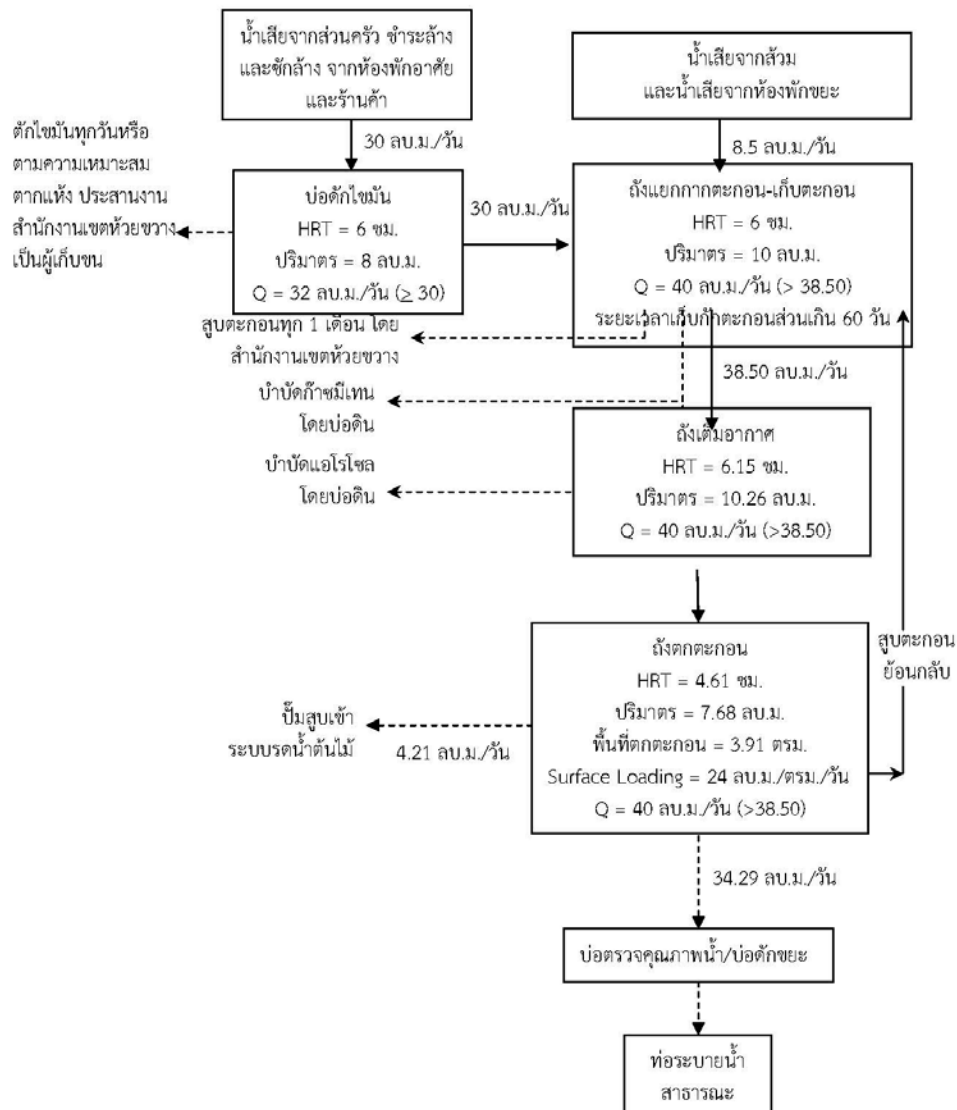 น้ำเสียจากส่วนครัว ชำระล้าง
และซักล้าง จากห้องพักอาศัย
และร้านค้า
น้ำเสียจากส้วม
และน้ำเสียจากห้องพักขยะ
30 ลบ.ม./วัน
8.5 ลบ.ม./วัน
ตักไขมันทุกวันหรือ
ตามความเหมาะสม
ตากแห้ง ประสานงาน
สำนักงานเขตห้วยขวาง
เป็นผู้เก็บขน
บ่อดักไขมัน
HRT = 6 ชม.
ปริมาตร = 8 ลบ.ม.
Q = 32 ลบ.ม./วัน (≥ 30)
30 ลบ.ม./วัน
ถังแยกกากตะกอน-เก็บตะกอน
HRT = 6 ชม.
ปริมาตร = 10 ลบ.ม.
Q = 40 ลบ.ม./วัน (> 38.50)
ระยะเวลาเก็บกักตะกอนส่วนเกิน 60 วัน
สูบตะกอนทุก 1 เดือน โดย
สำนักงานเขตห้วยขวาง
38.50 ลบ.ม./วัน
บำบัดก๊าซมีเทน
โดยบ่อดิน
บำบัดแอโรโซล
โดยบ่อดิน
ถังเติมอากาศ
HRT = 6.15 ชม.
ปริมาตร = 10.26 ลบ.ม.
Q = 40 ลบ.ม./วัน (>38.50)
สูบตะกอน
ย้อนกลับ
ถังตกตะกอน
HRT = 4.61 ชม.
ปริมาตร = 7.68 ลบ.ม.
พื้นที่ตกตะกอน = 3.91 ตรม.
Surface Loading = 24 ลบ.ม./ตรม./วัน
Q = 40 ลบ.ม./วัน (>38.50)
ปั๊มสูบเข้า
ระบบรดน้ำต้นไม้
4.21 ลบ.ม./วัน
34.29 ลบ.ม./วัน
บ่อตรวจคุณภาพน้ำ/บ่อดักขยะ
ท่อระบายน้ำ
สาธารณะ